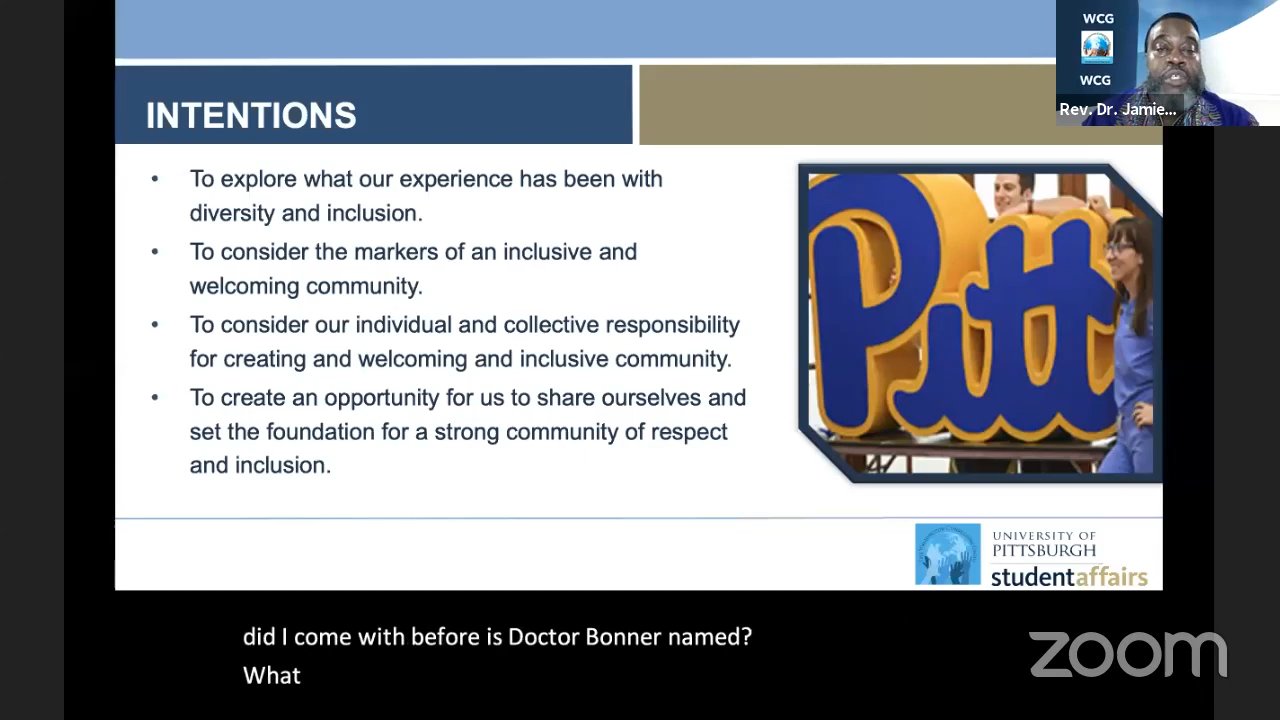 WCG
WCG
Rev. Dr. Jamie...
INTENTIONS
• To explore what our experience has been with
diversity and inclusion.
• To consider the markers of an inclusive and
welcoming community.
• To consider our individual and collective responsibility
for creating and welcoming and inclusive community.
• To create an opportunity for us to share ourselves and
set the foundation for a strong community of respect
and inclusion.
Pitt
UNIVERSITY OF
PITTSBURGH
studentaffairs
did I come with before is Doctor Bonner named?
What
zoom